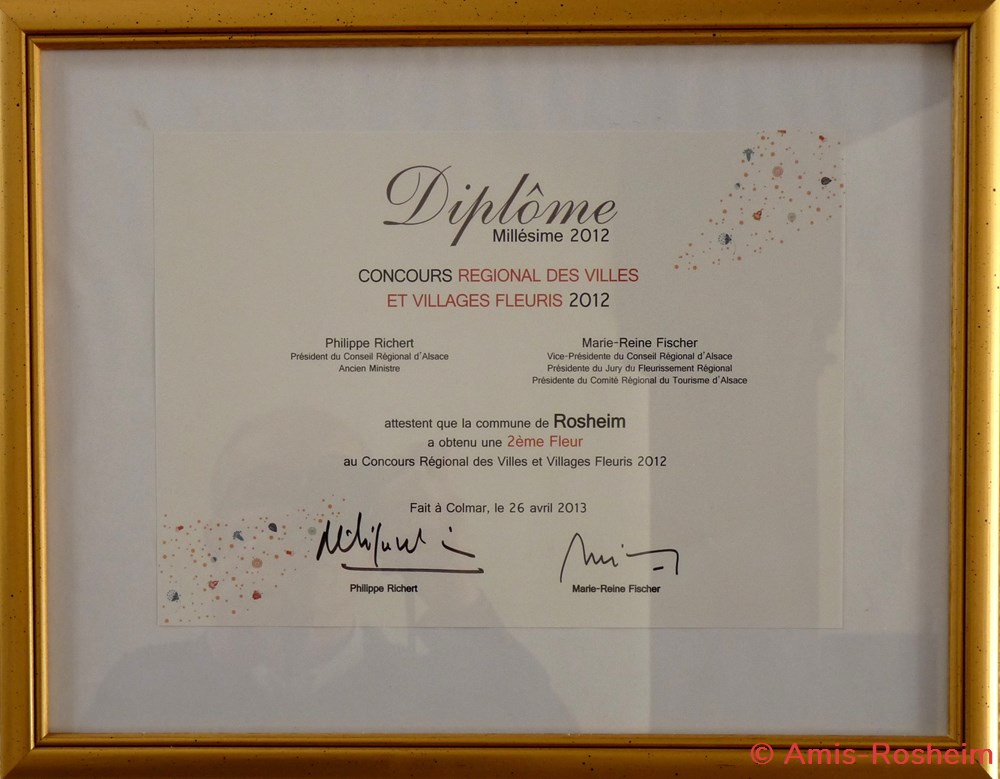 Diplôme
Millésime 2012
CONCOURS REGIONAL DES VILLES
ET VILLAGES FLEURIS 2012
Philippe Richert
Président du Conseil Régional d'Alsace
Ancien Ministre
Marie-Reine Fischer
Vice-Présidente du Conseil Régional d'Alsace
Présidente du Jury du Fleurissement Régional
Présidente du Comité Régional du Tourisme d'Alsace
attestent que la commune de Rosheim
a obtenu une 2ème Fleur
au Concours Régional des Villes et Villages Fleuris 2012
Fait à Colmar, le 26 avril 2013
Philippe Richert
Marie-Reine Fischer
© Amis-Rosheim